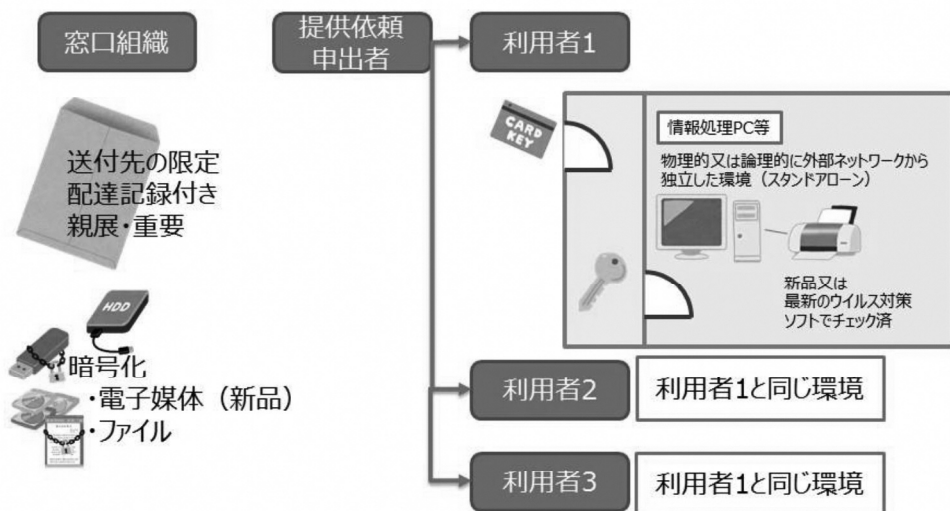 窓口組織
提供依頼
申出者
利用者1
送付先の限定
配達記録付き
親展・重要
CARD
KEY
情報処理PC等
物理的又は論理的に外部ネットワークから
独立した環境（スタンドアローン）
新品又は
最新のウイルス対策
ソフトでチェック済
HDD
暗号化
・電子媒体（新品）
・ファイル
利用者2
利用者1と同じ環境
利用者3
利用者1と同じ環境